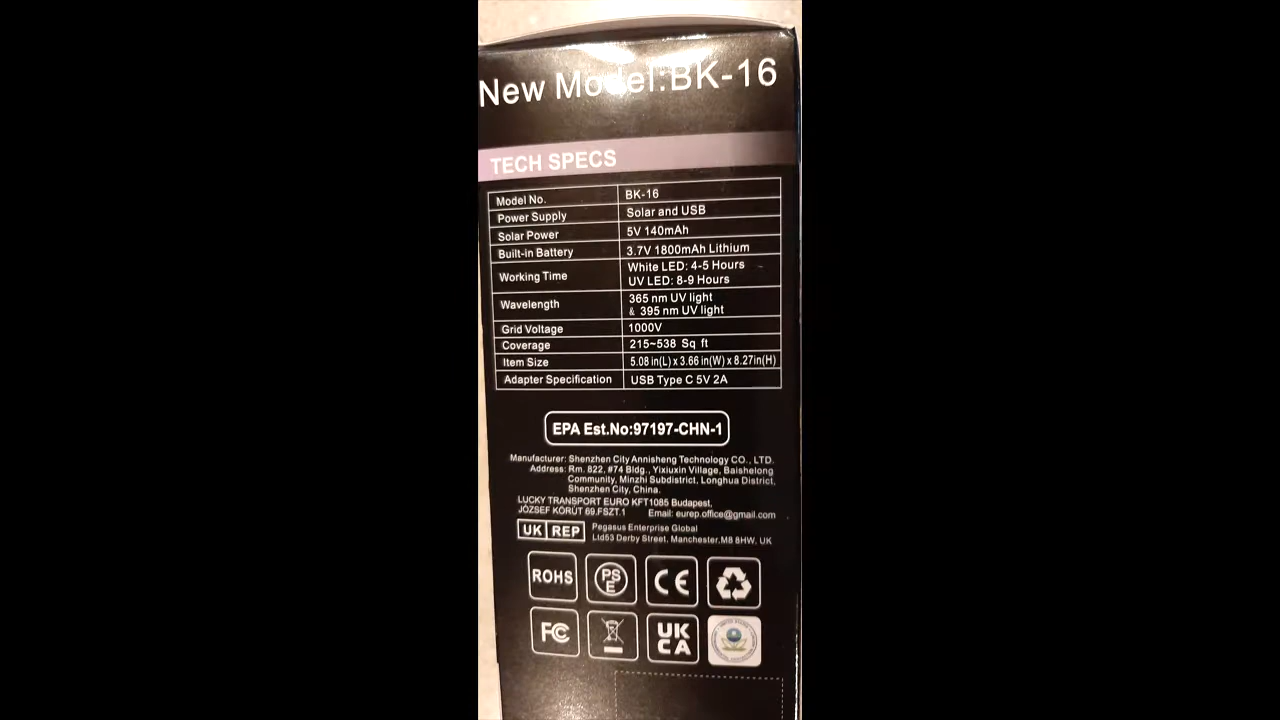 New Model:BK-16
TECH SPECS
Model No. BK-16
Power Supply Solar and USB
Solar Power 5V 140mAh
Built-in Battery 3.7V 1800mAh Lithium
Working Time White LED: 4-5 Hours
UV LED: 8-9 Hours
Wavelength 365 nm UV light
& 395 nm UV light
Grid Voltage 1000V
Coverage 215~538 Sq ft
Item Size 5.08 in(L) x 3.66 in(W) x 8.27in(H)
Adapter Specification USB Type C 5V 2A
EPA Est.No:97197-CHN-1
Manufacturer: Shenzhen City Annisheng Technology CO., LTD.
Address: Rm. 822, #74 Bldg., Yixiuxin Village, Baishelong
Community, Minzhi Subdistrict, Longhua District,
Shenzhen City, China.
LUCKY TRANSPORT EURO KFT1085 Budapest,
JÓZSEF KÖRÚT 69.FSZT.1 Email: eurep.office@gmail.com
UK REP Pegasus Enterprise Global
Ltd53 Derby Street, Manchester.M8 8HW. UK
ROHS PSE CE
FC UK
CA